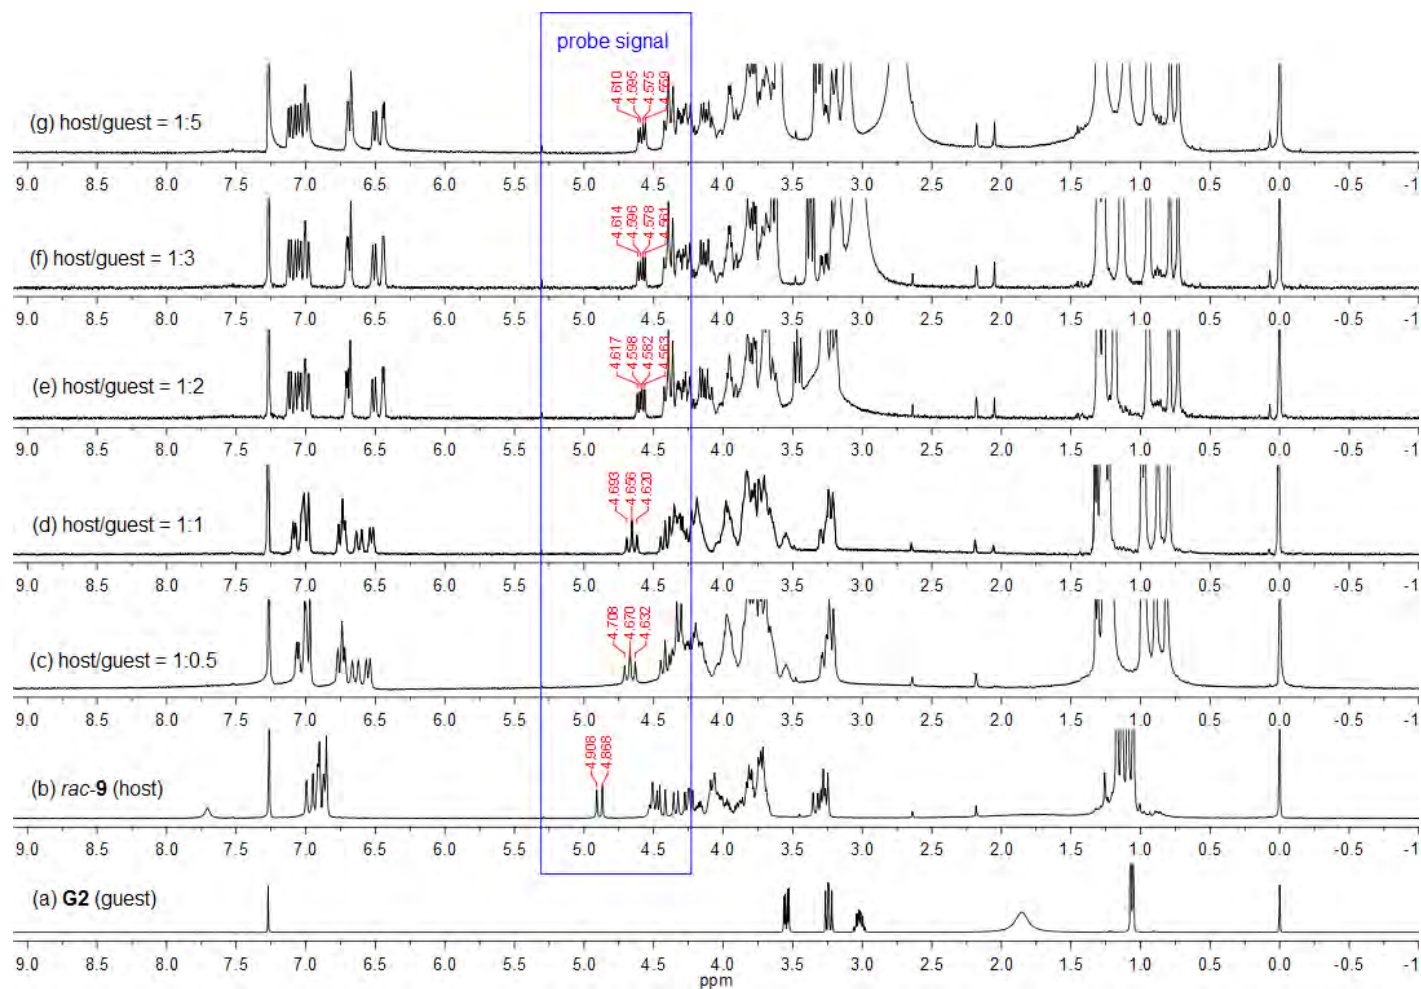 probe signal
4.610
4.595
4.575
4.559
(g) host/guest = 1:5
9.0 8.5 8.0 7.5 7.0 6.5 6.0 5.5 5.0 4.5 4.0 3.5 3.0 2.5 2.0 1.5 1.0 0.5 0.0 -0.5 -1
4.614
4.596
4.578
4.561
(f) host/guest = 1:3
9.0 8.5 8.0 7.5 7.0 6.5 6.0 5.5 5.0 4.5 4.0 3.5 3.0 2.5 2.0 1.5 1.0 0.5 0.0 -0.5 -1
4.617
4.598
4.582
4.563
(e) host/guest = 1:2
9.0 8.5 8.0 7.5 7.0 6.5 6.0 5.5 5.0 4.5 4.0 3.5 3.0 2.5 2.0 1.5 1.0 0.5 0.0 -0.5 -1
4.693
4.656
4.620
(d) host/guest = 1:1
9.0 8.5 8.0 7.5 7.0 6.5 6.0 5.5 5.0 4.5 4.0 3.5 3.0 2.5 2.0 1.5 1.0 0.5 0.0 -0.5 -1
4.708
4.670
4.632
(c) host/guest = 1:0.5
9.0 8.5 8.0 7.5 7.0 6.5 6.0 5.5 5.0 4.5 4.0 3.5 3.0 2.5 2.0 1.5 1.0 0.5 0.0 -0.5 -1
4.908
4.868
(b) rac-9 (host)
9.0 8.5 8.0 7.5 7.0 6.5 6.0 5.5 5.0 4.5 4.0 3.5 3.0 2.5 2.0 1.5 1.0 0.5 0.0 -0.5 -1
(a) G2 (guest)
9.0 8.5 8.0 7.5 7.0 6.5 6.0 5.5 5.0 4.5 4.0 3.5 3.0 2.5 2.0 1.5 1.0 0.5 0.0 -0.5 -1
ppm